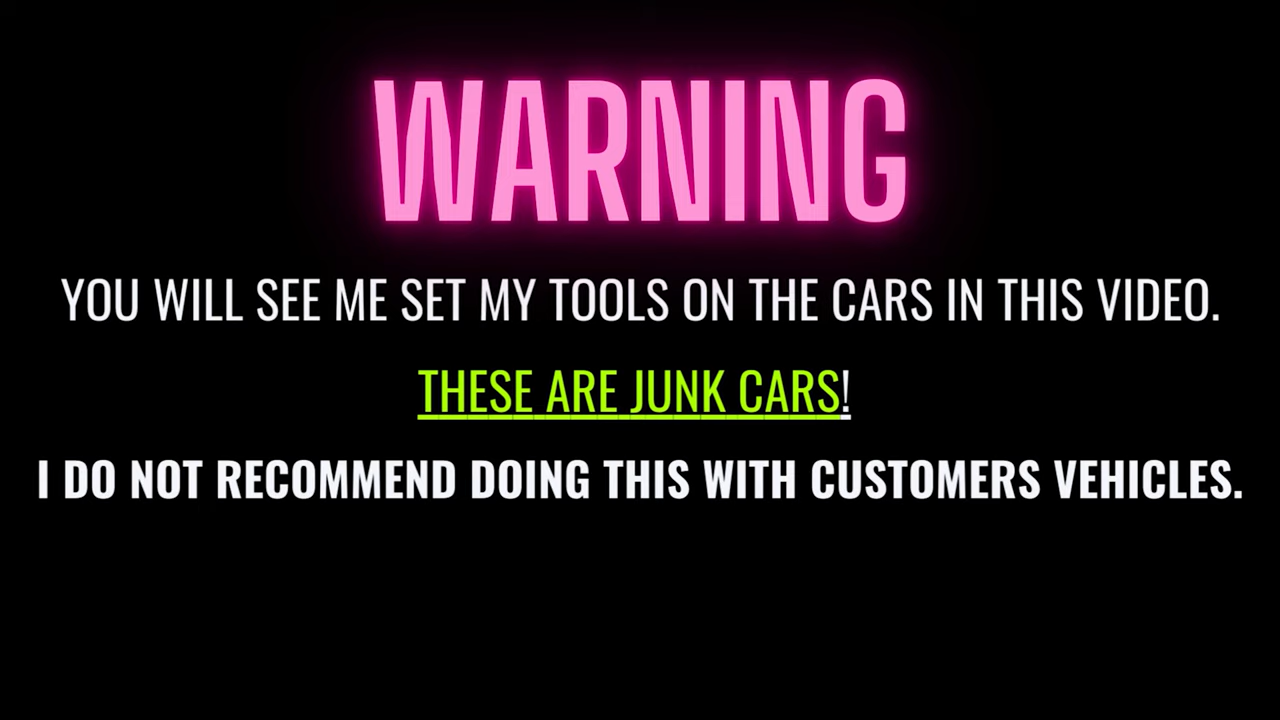 WARNING
YOU WILL SEE ME SET MY TOOLS ON THE CARS IN THIS VIDEO.
THESE ARE JUNK CARS!
I DO NOT RECOMMEND DOING THIS WITH CUSTOMERS VEHICLES.